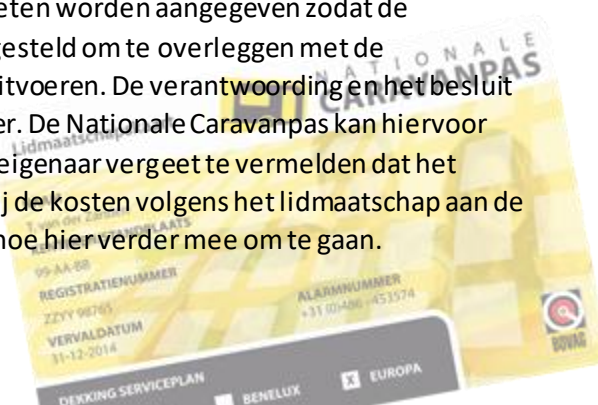 eten worden aangegeven zodat de
gesteld om te overleggen met de
itvoeren. De verantwoording en het besluit
er. De Nationale Caravanpas kan hiervoor
eigenaar vergeet te vermelden dat het
j de kosten volgens het lidmaatschap aan de
hoe hier verder mee om te gaan.
NATIONALE
CARAVANPAS
99-AA-BB
REGISTRATIENUMMER
ZZYY 98765
VERVALDATUM
31-12-2014
ALARMNUMMER
+31 (0)486 - 453574
BOVAG
DEKKING SERVICEPLAN
BENELUX
X EUROPA